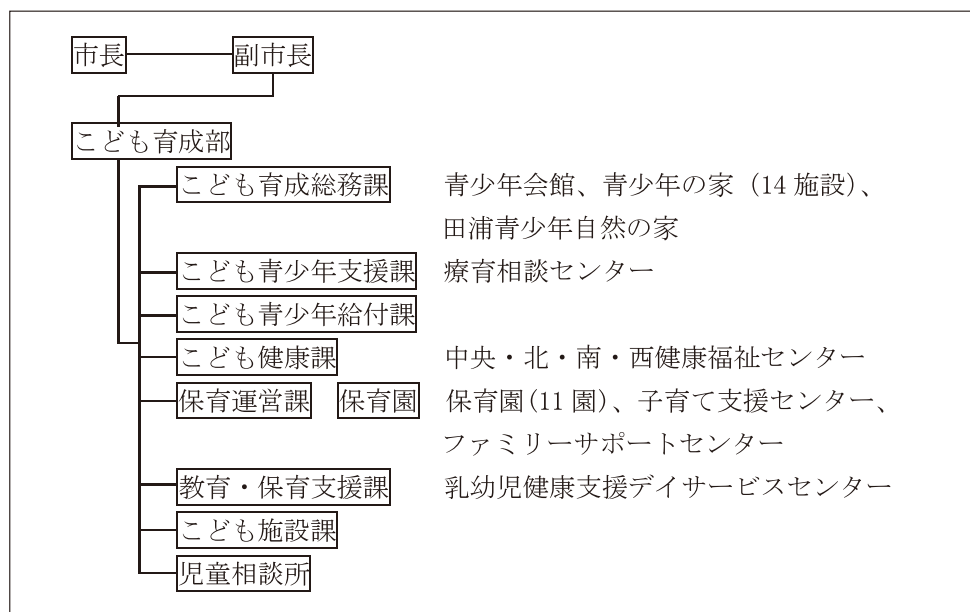 市長 副市長
こども育成部
こども育成総務課 青少年会館、青少年の家（14施設）、
田浦青少年自然の家
こども青少年支援課 療育相談センター
こども青少年給付課
こども健康課 中央・北・南・西健康福祉センター
保育運営課 保育園 保育園(11園)、子育て支援センター、
ファミリーサポートセンター
教育・保育支援課 乳幼児健康支援デイサービスセンター
こども施設課
児童相談所